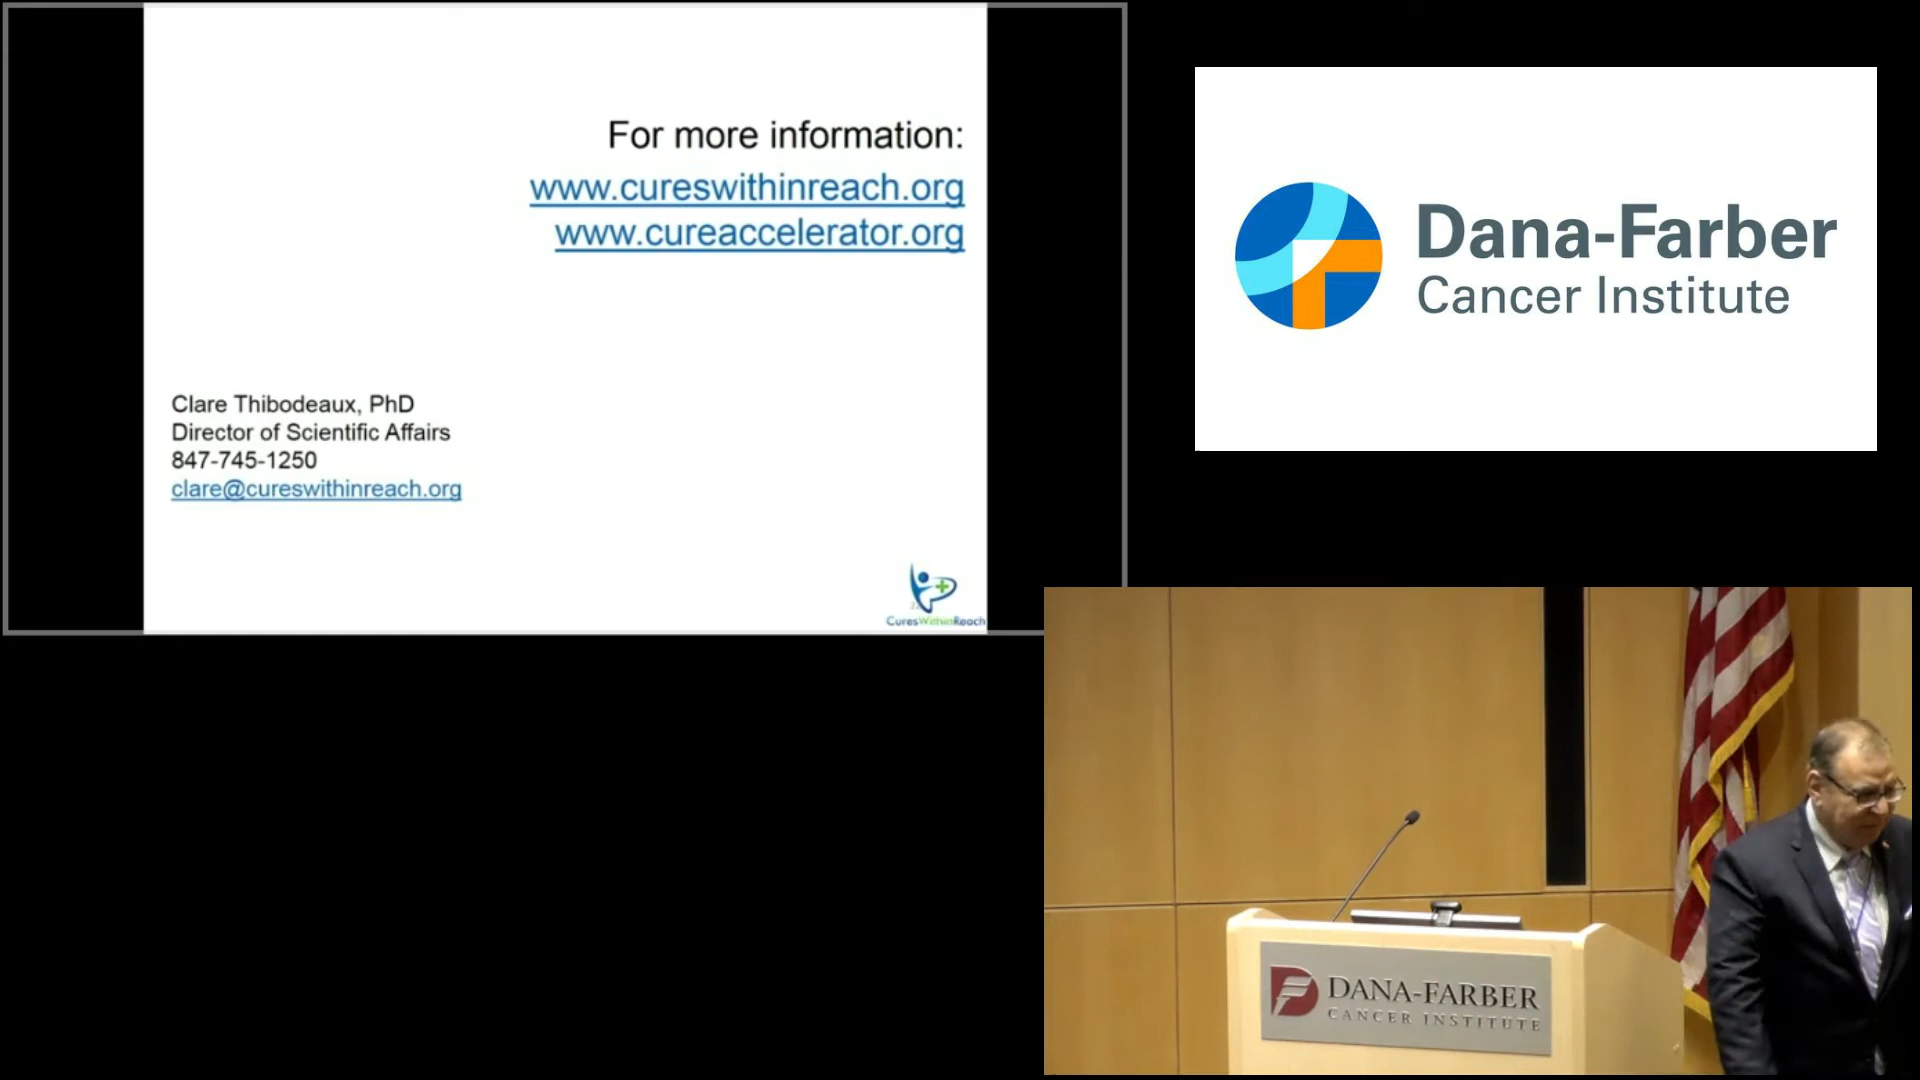 For more information:
www.cureswithinreach.org
www.cureaccelerator.org
Clare Thibodeaux, PhD
Director of Scientific Affairs
847-745-1250
clare@cureswithinreach.org
CuresWithinReach
Dana-Farber
Cancer Institute
DANA-FARBER
CANCER INSTITUTE